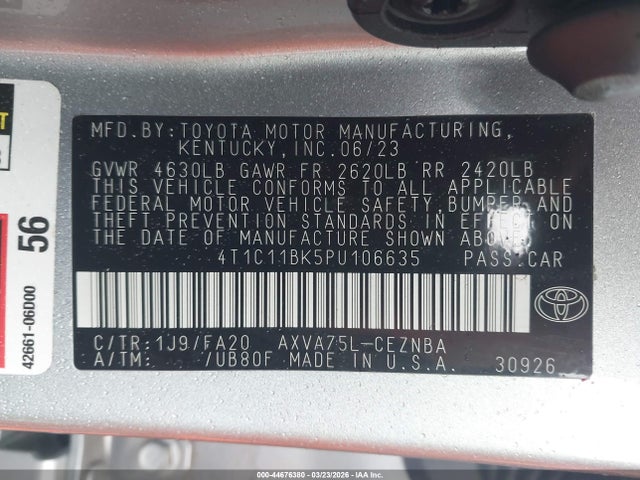 MFD.BY:TOYOTA MOTOR MANUFACTURING,
KENTUCKY,INC.06/23
GVWR 4630LB GAWR FR 2620LB RR 2420LB
THIS VEHICLE CONFORMS TO ALL APPLICABLE
FEDERAL MOTOR VEHICLE SAFETY,BUMPER AND
THEFT PREVENTION STANDARDS IN EFFECT ON
THE DATE OF MANUFACTURE SHOWN ABOVE.
4T1C11BK5PU106635 PASS.CAR
C/TR:1J9/FA20 AXVA75L-CEZNBA
A/TM: /UB80F MADE IN U.S.A. 30926
56
42661-06D00
000-44676380 - 03/23/2026 - IAAI.COM